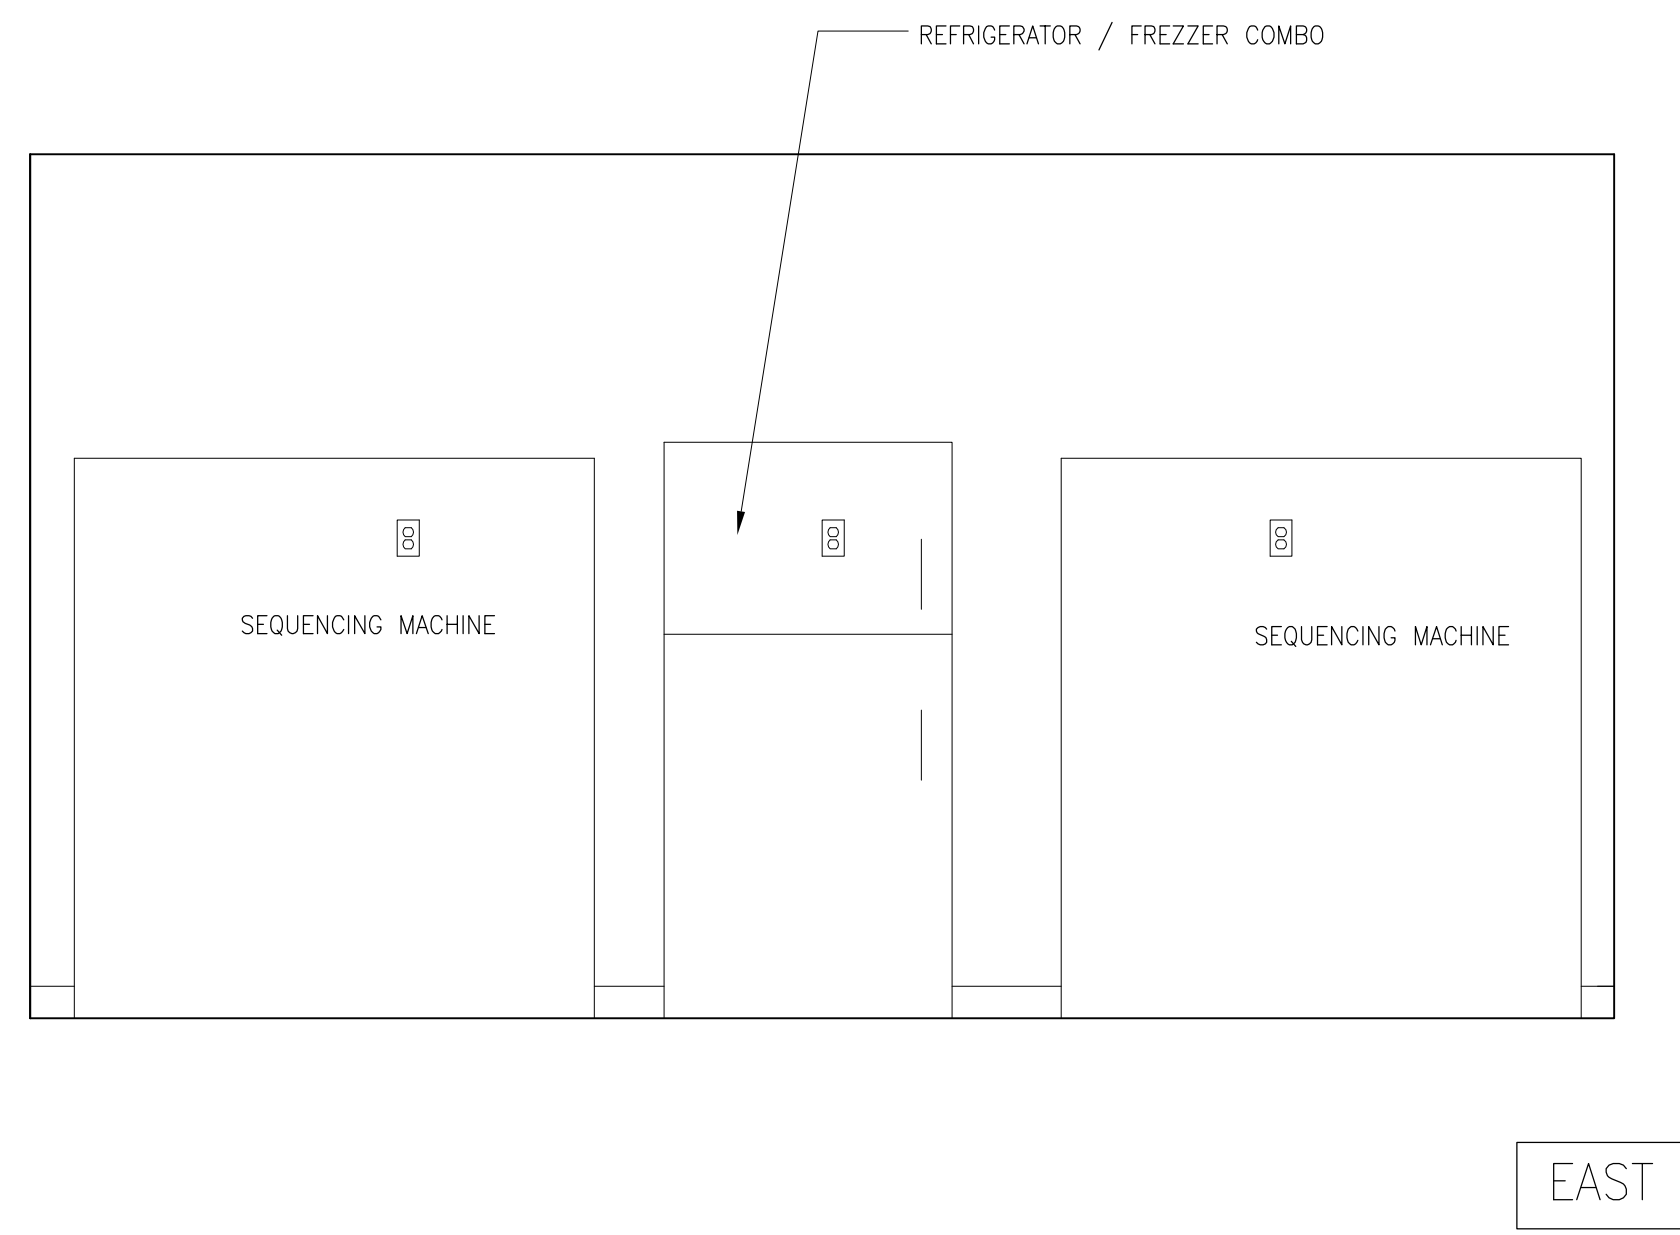 REFRIGERATOR / FREZZER COMBO
SEQUENCING MACHINE
SEQUENCING MACHINE
EAST